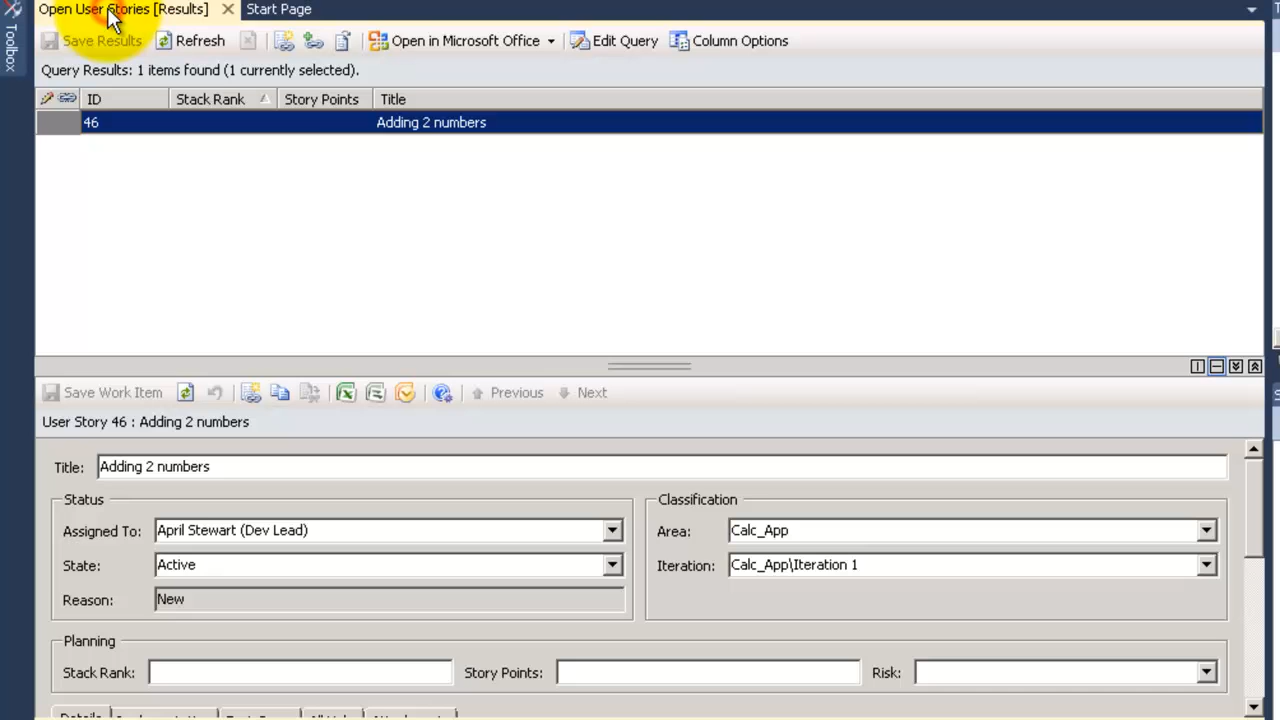 Open User Stories [Results] Start Page
Toolbox
Save Results Refresh Open in Microsoft Office Edit Query Column Options
Query Results: 1 items found (1 currently selected).
ID Stack Rank Story Points Title
46 Adding 2 numbers
Save Work Item Previous Next
User Story 46 : Adding 2 numbers
Title: Adding 2 numbers
Status Classification
Assigned To: April Stewart (Dev Lead) Area: Calc_App
State: Active Iteration: Calc_App\Iteration 1
Reason: New
Planning
Stack Rank: Story Points: Risk:
Details